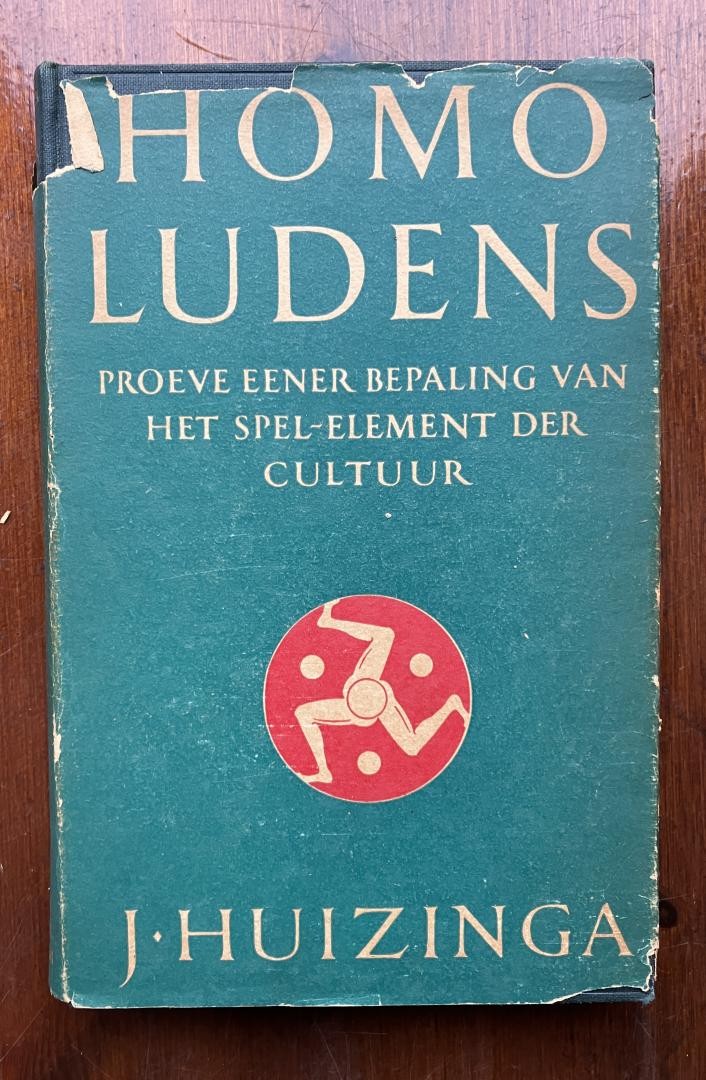 HOMO
LUDENS
PROEVE EENER BEPALING VAN
HET SPEL-ELEMENT DER
CULTUUR
J·HUIZINGA